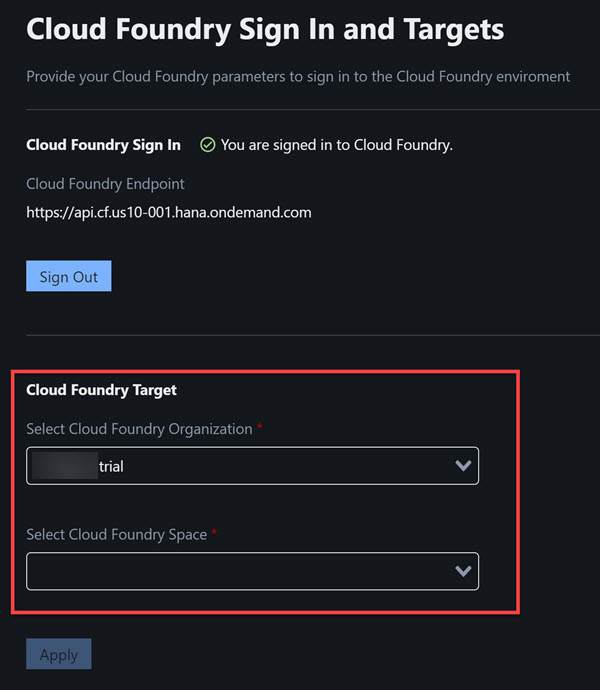 Cloud Foundry Sign In and Targets
Provide your Cloud Foundry parameters to sign in to the Cloud Foundry enviroment
Cloud Foundry Sign In You are signed in to Cloud Foundry.
Cloud Foundry Endpoint
https://api.cf.us10-001.hana.ondemand.com
Sign Out
Cloud Foundry Target
Select Cloud Foundry Organization *
trial
Select Cloud Foundry Space *
Apply